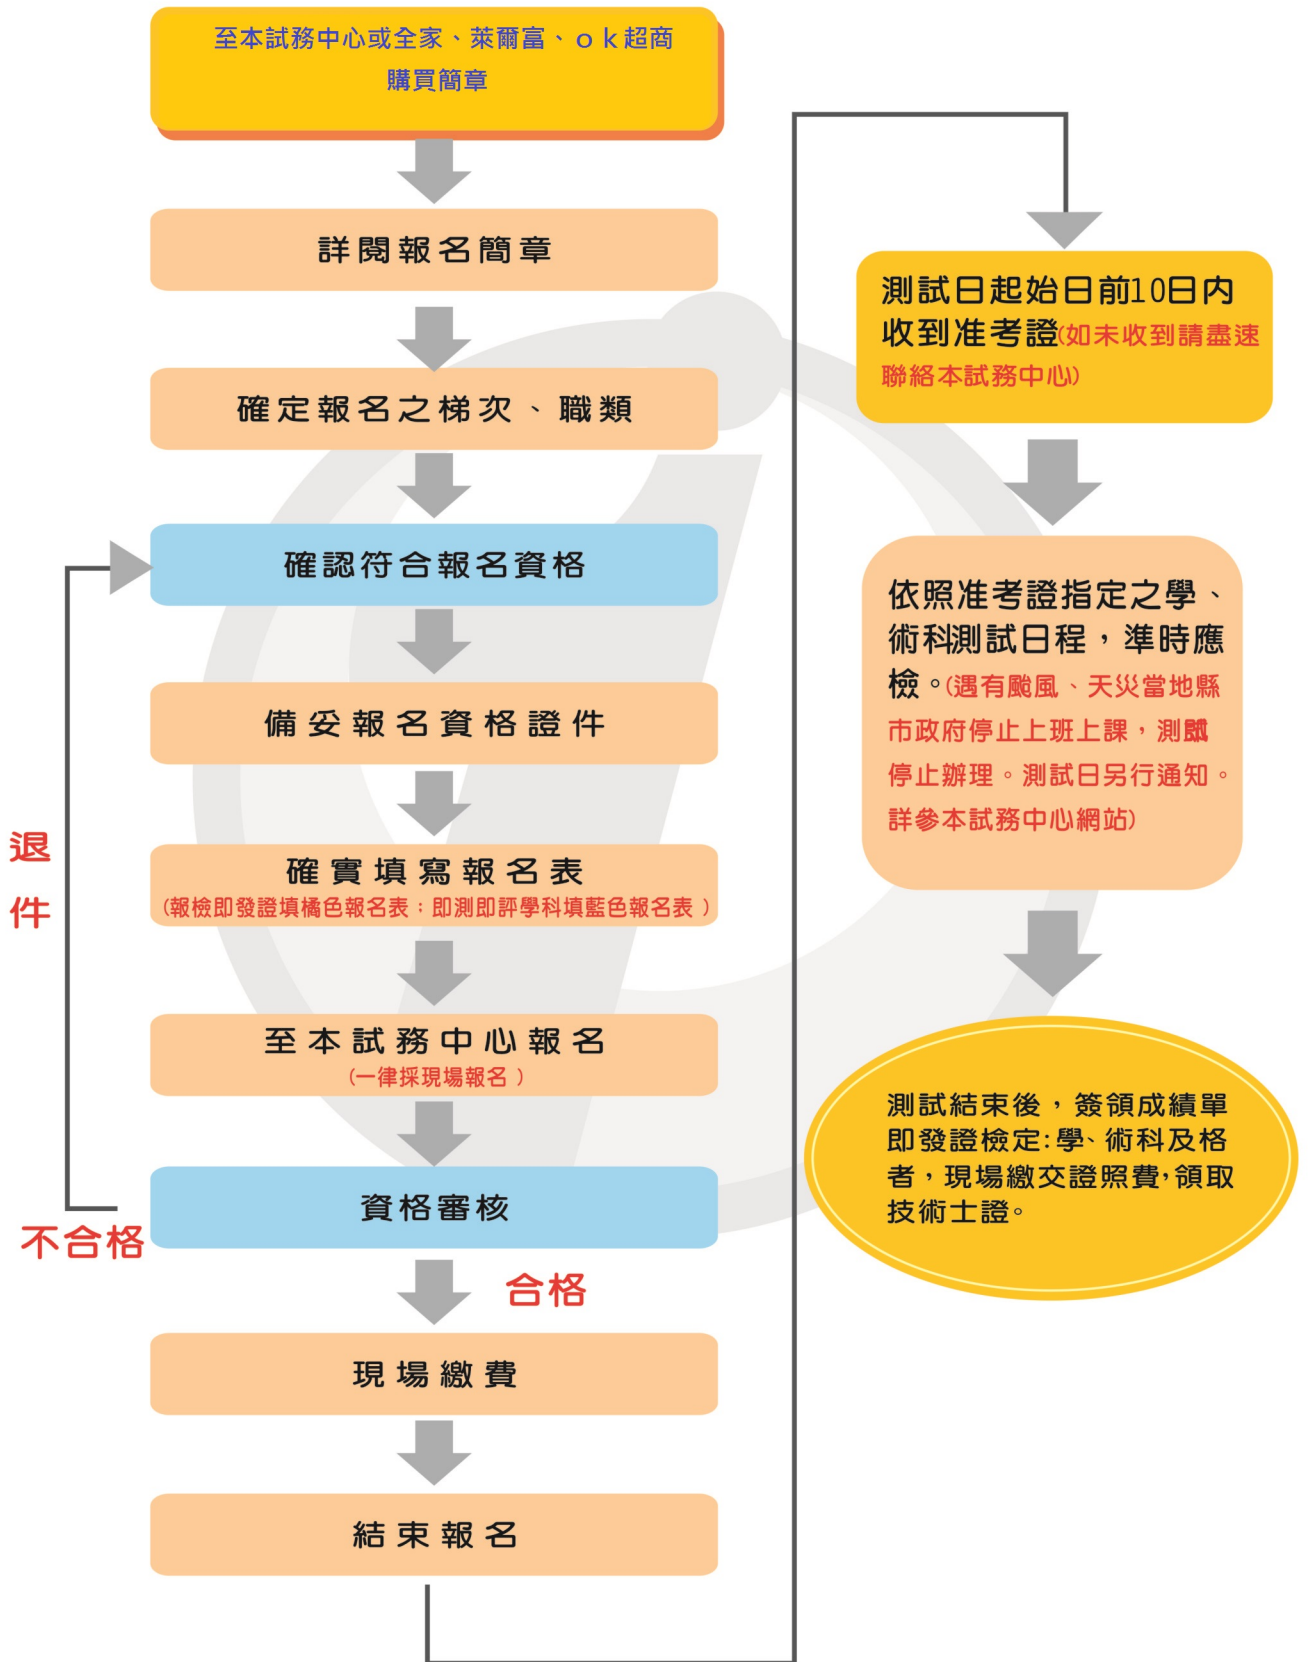 至本試務中心或全家、萊爾富、ok超商
購買簡章
詳閱報名簡章
確定報名之梯次、職類
確認符合報名資格
備妥報名資格證件
確實填寫報名表
(報檢即發證填橘色報名表；即測即評學科填藍色報名表)
至本試務中心報名
(一律採現場報名)
資格審核
不合格
退
件
合格
現場繳費
結束報名
測試日起始日前10日內
收到准考證(如未收到請盡速
聯絡本試務中心)
依照准考證指定之學、
術科測試日程，準時應
檢。(遇有颱風、天災當地縣
市政府停止上班上課，測試
停止辦理。測試日另行通知。
詳參本試務中心網站)
測試結束後，簽領成績單
即發證檢定:學、術科及格
者，現場繳交證照費,領取
技術士證。